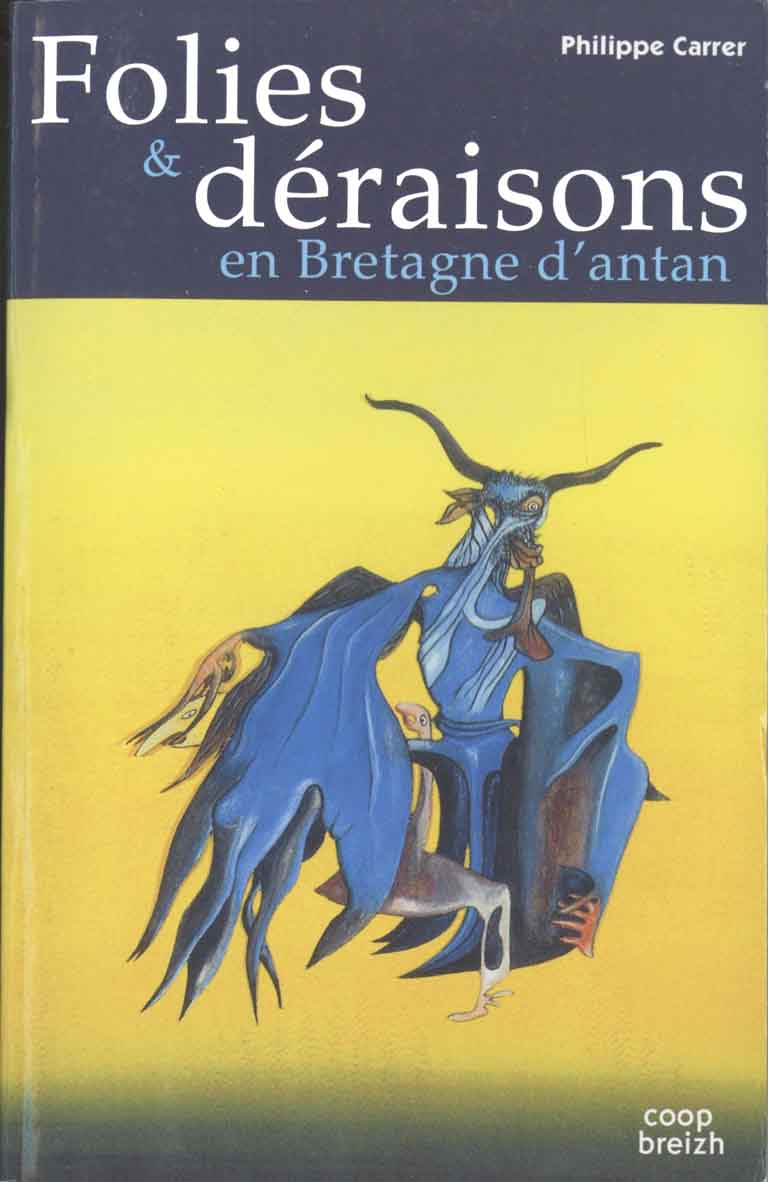 Philippe Carrer
Folies
& déraisons
en Bretagne d'antan
coop
breizh